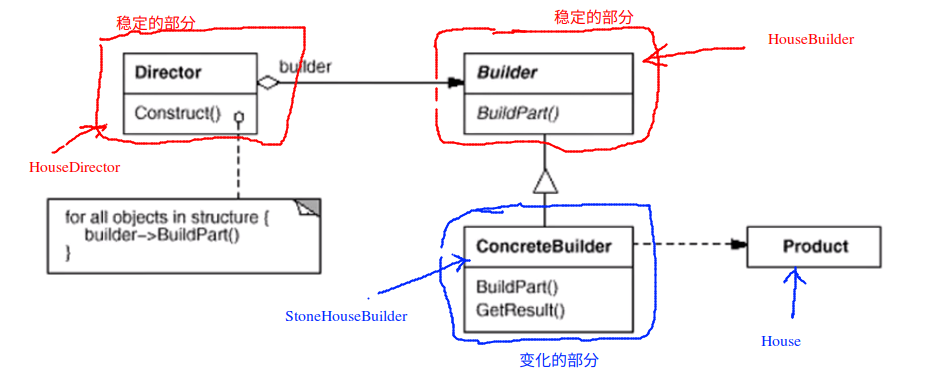 稳定的部分
稳定的部分
HouseBuilder
Director
builder
Builder
Construct()
BuildPart()
HouseDirector
for all objects in structure {
builder->BuildPart()
}
ConcreteBuilder
Product
BuildPart()
GetResult()
StoneHouseBuilder
House
变化的部分